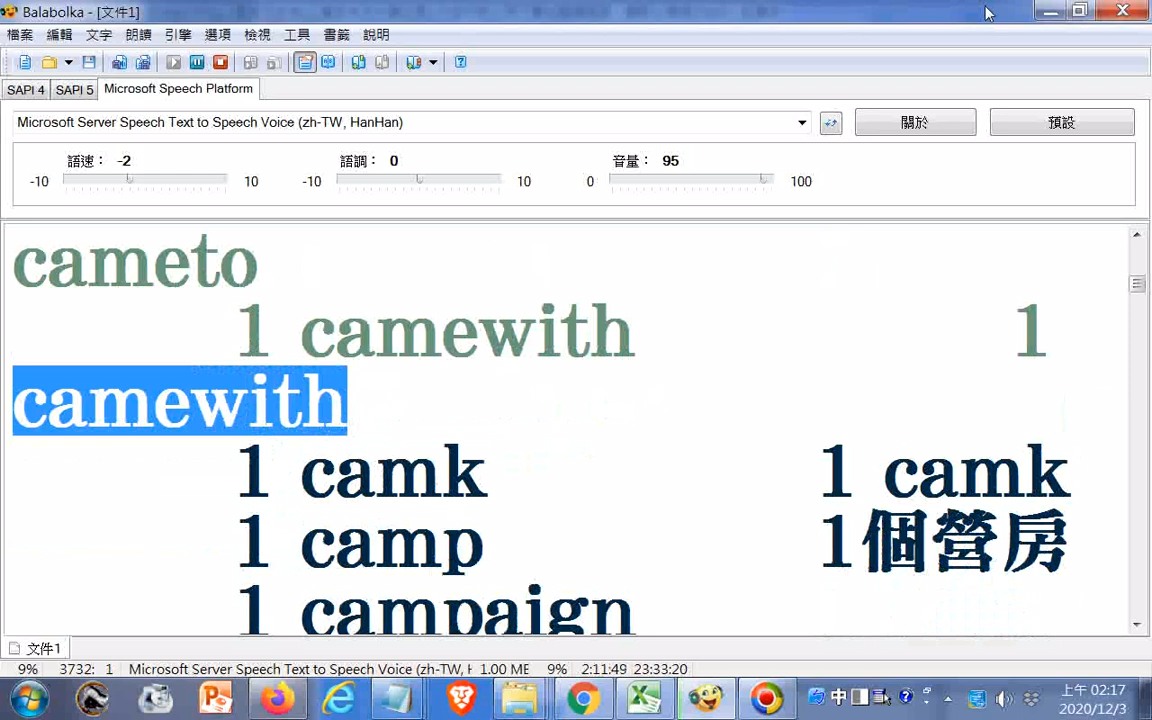 Balabolka - [文件1]
檔案 編輯 文字 朗讀 引擎 選項 檢視 工具 書籤 說明
SAPI 4 SAPI 5 Microsoft Speech Platform
Microsoft Server Speech Text to Speech Voice (zh-TW, HanHan) 關於 預設
語速： -2 語調： 0 音量： 95
-10 10 -10 10 0 100
cameto
1 camewith 1
camewith
1 camk 1 camk
1 camp 1個營房
1 campaign
文件1
9% 3732: 1 Microsoft Server Speech Text to Speech Voice (zh-TW, H 1.00 ME 9% 2:11:49 23:33:20
中 上午 02:17
2020/12/3